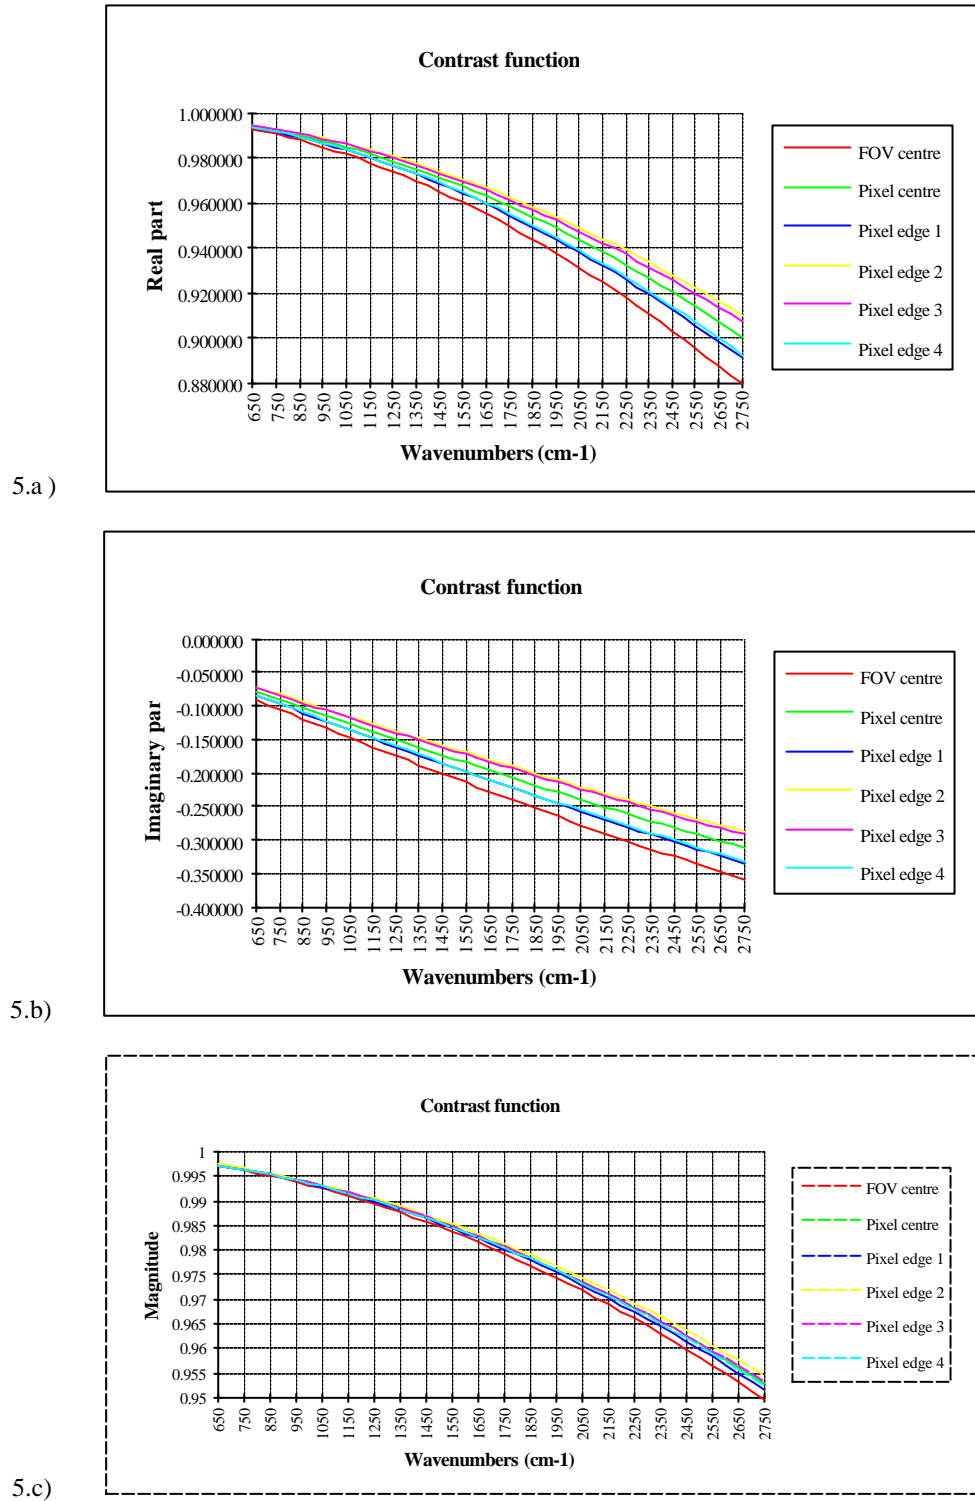 Contrast function
1.000000
0.980000
0.960000
0.940000
0.920000
0.900000
0.880000
Real part
650 750 850 950 1050 1150 1250 1350 1450 1550 1650 1750 1850 1950 2050 2150 2250 2350 2450 2550 2650 2750
Wavenumbers (cm-1)
FOV centre
Pixel centre
Pixel edge 1
Pixel edge 2
Pixel edge 3
Pixel edge 4
5.a )
Contrast function
0.000000
-0.050000
-0.100000
-0.150000
-0.200000
-0.250000
-0.300000
-0.350000
-0.400000
Imaginary par
650 750 850 950 1050 1150 1250 1350 1450 1550 1650 1750 1850 1950 2050 2150 2250 2350 2450 2550 2650 2750
Wavenumbers (cm-1)
FOV centre
Pixel centre
Pixel edge 1
Pixel edge 2
Pixel edge 3
Pixel edge 4
5.b)
Contrast function
1
0.995
0.99
0.985
0.98
0.975
0.97
0.965
0.96
0.955
0.95
Magnitude
650 750 850 950 1050 1150 1250 1350 1450 1550 1650 1750 1850 1950 2050 2150 2250 2350 2450 2550 2650 2750
Wavenumbers (cm-1)
FOV centre
Pixel centre
Pixel edge 1
Pixel edge 2
Pixel edge 3
Pixel edge 4
5.c)